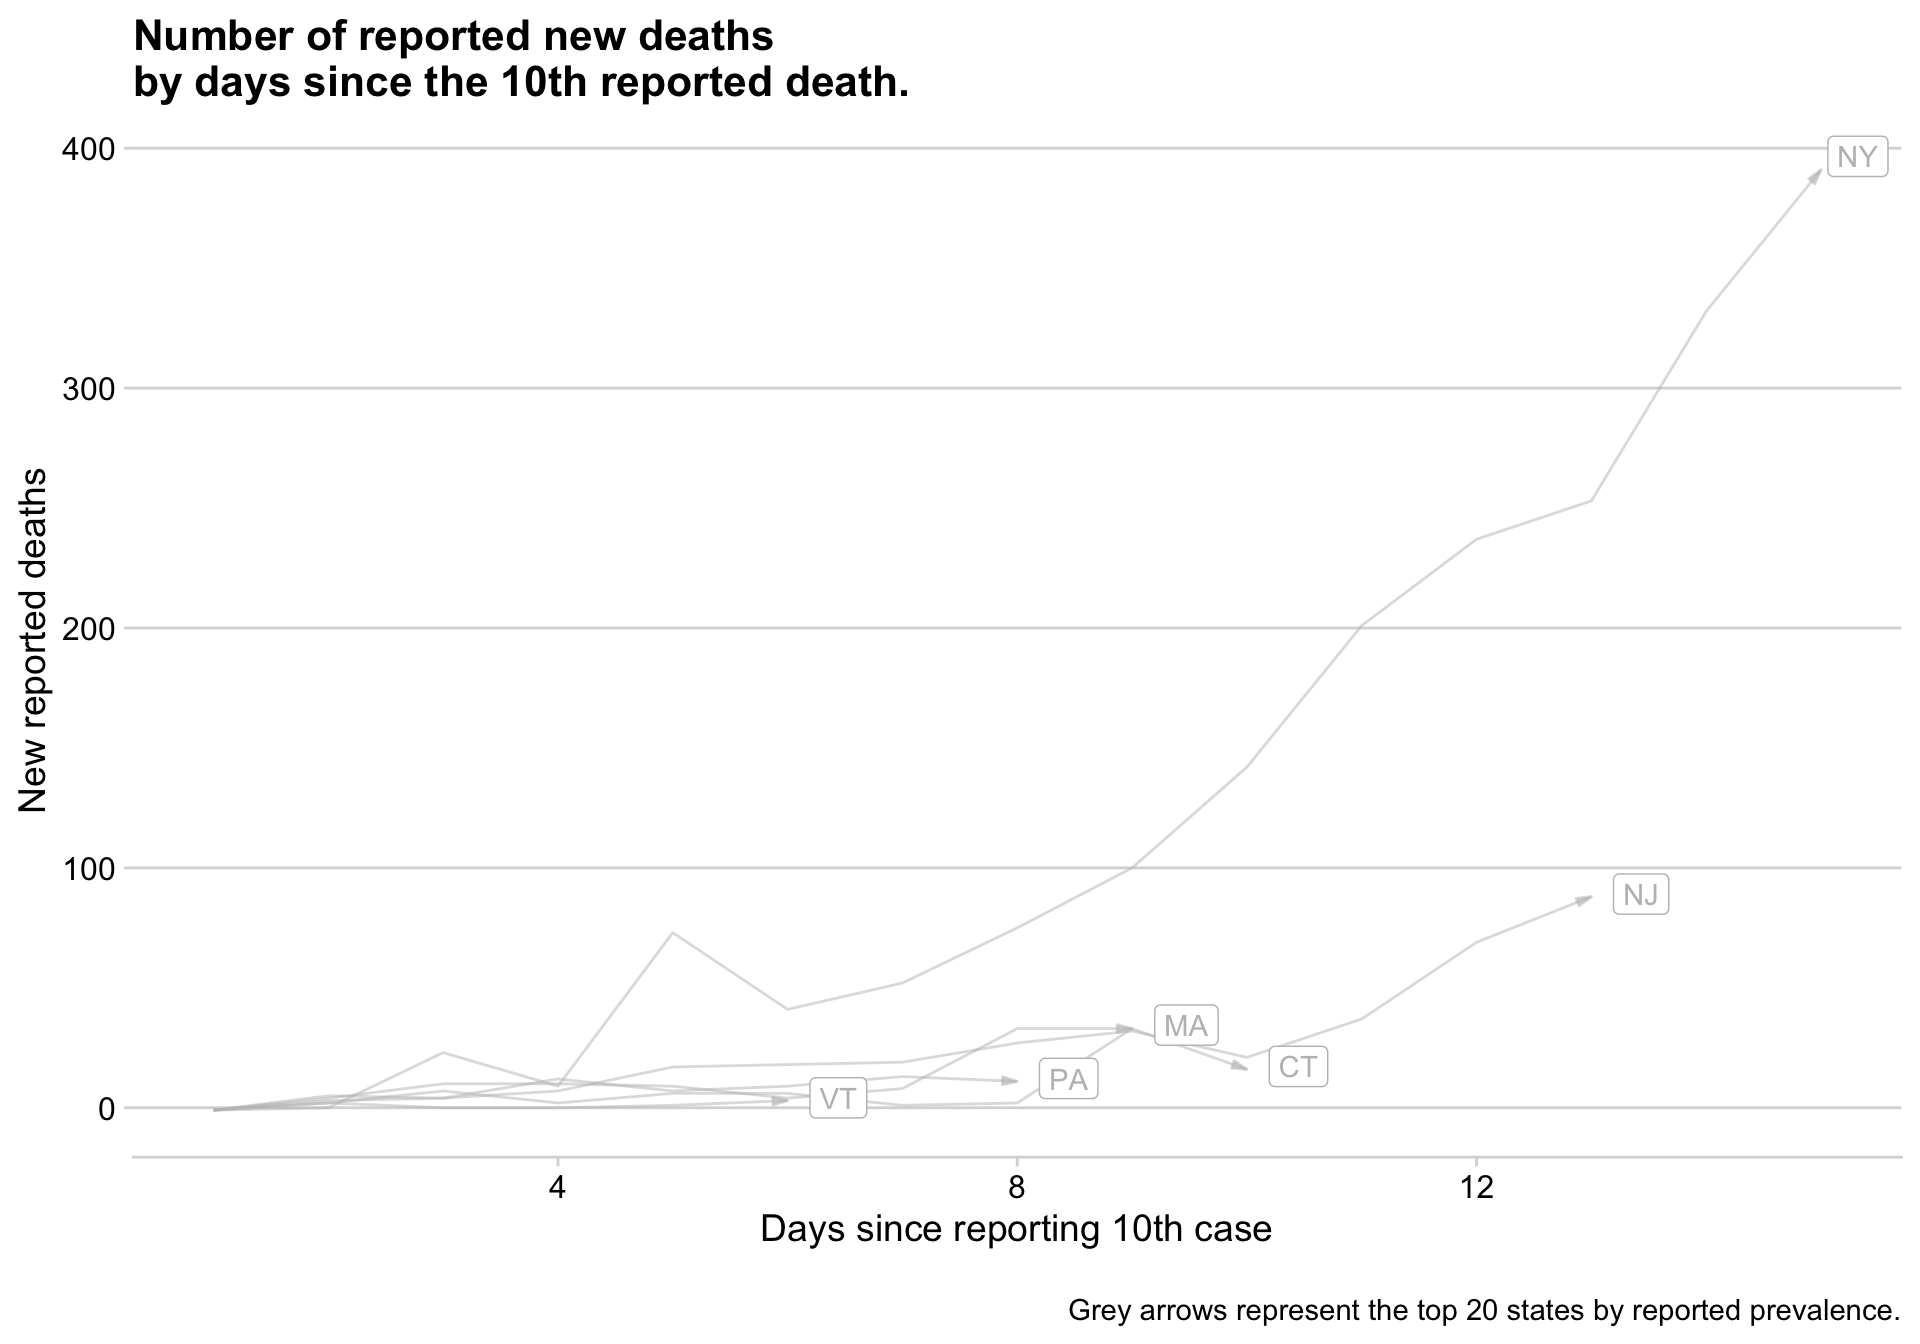 Number of reported new deaths
by days since the 10th reported death.
400
NY
300
New reported deaths
200
100
NJ
MA
CT
PA
VT
0
4
8
12
Days since reporting 10th case
Grey arrows represent the top 20 states by reported prevalence.